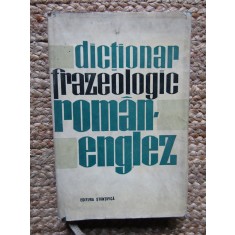 dicționar
frazeologic
român-
englez
EDITURA ȘTIINȚIFICĂ